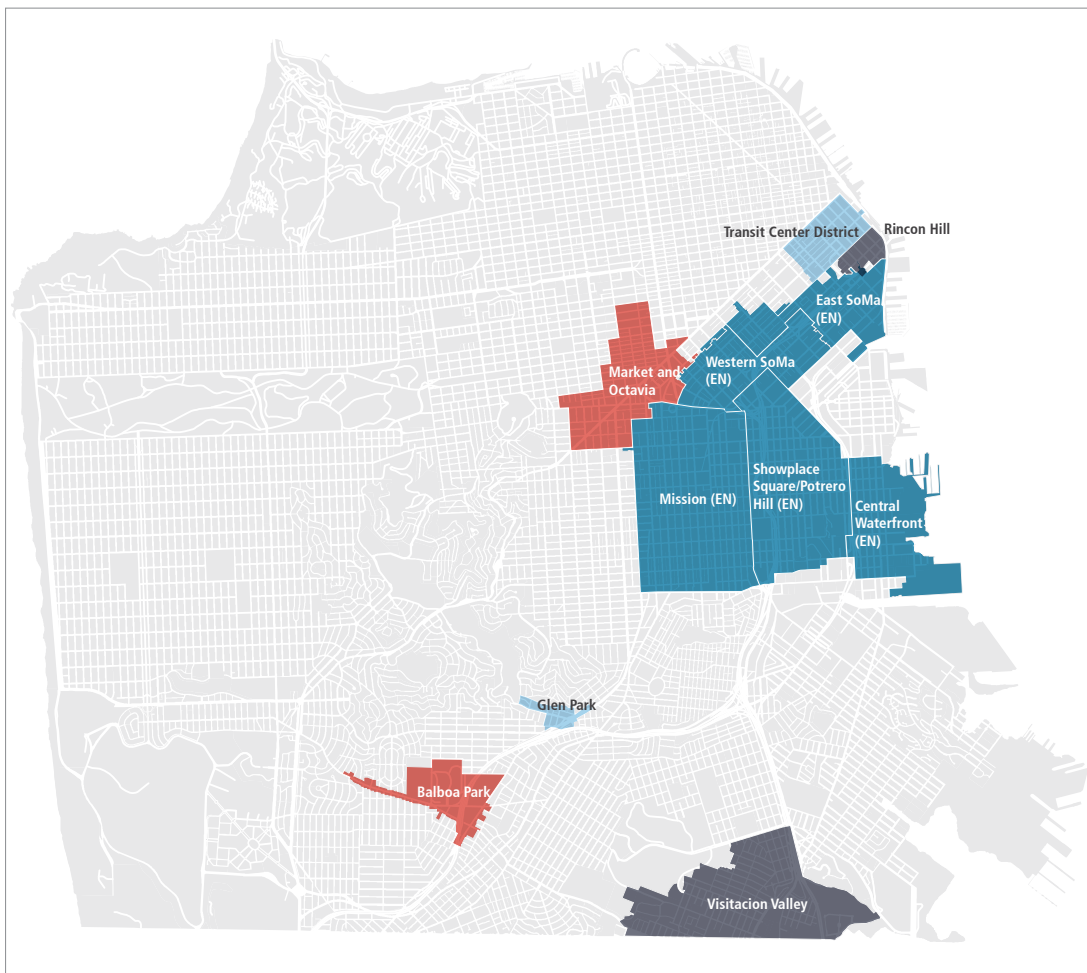 Transit Center District
Rincon Hill
East SoMa
(EN)
Western SoMa
(EN)
Market and
Octavia
Showplace
Square/Potrero
Hill (EN)
Mission (EN)
Central
Waterfront
(EN)
Glen Park
Balboa Park
Visitacion Valley